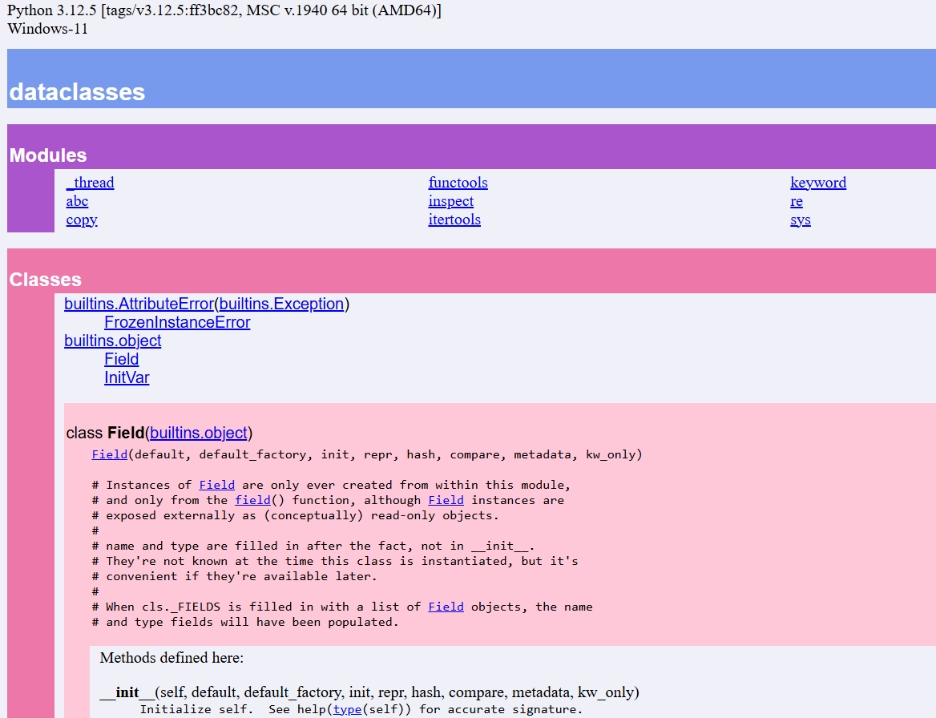 Python 3.12.5 [tags/v3.12.5:ff3bc82, MSC v.1940 64 bit (AMD64)]
Windows-11
dataclasses
Modules
_thread functools keyword
abc inspect re
copy itertools sys
Classes
builtins.AttributeError(builtins.Exception)
FrozenInstanceError
builtins.object
Field
InitVar
class Field(builtins.object)
Field(default, default_factory, init, repr, hash, compare, metadata, kw_only)
# Instances of Field are only ever created from within this module,
# and only from the field() function, although Field instances are
# exposed externally as (conceptually) read-only objects.
#
# name and type are filled in after the fact, not in __init__.
# They're not known at the time this class is instantiated, but it's
# convenient if they're available later.
#
# When cls._FIELDS is filled in with a list of Field objects, the name
# and type fields will have been populated.
Methods defined here:
__init__(self, default, default_factory, init, repr, hash, compare, metadata, kw_only)
Initialize self.  See help(type(self)) for accurate signature.